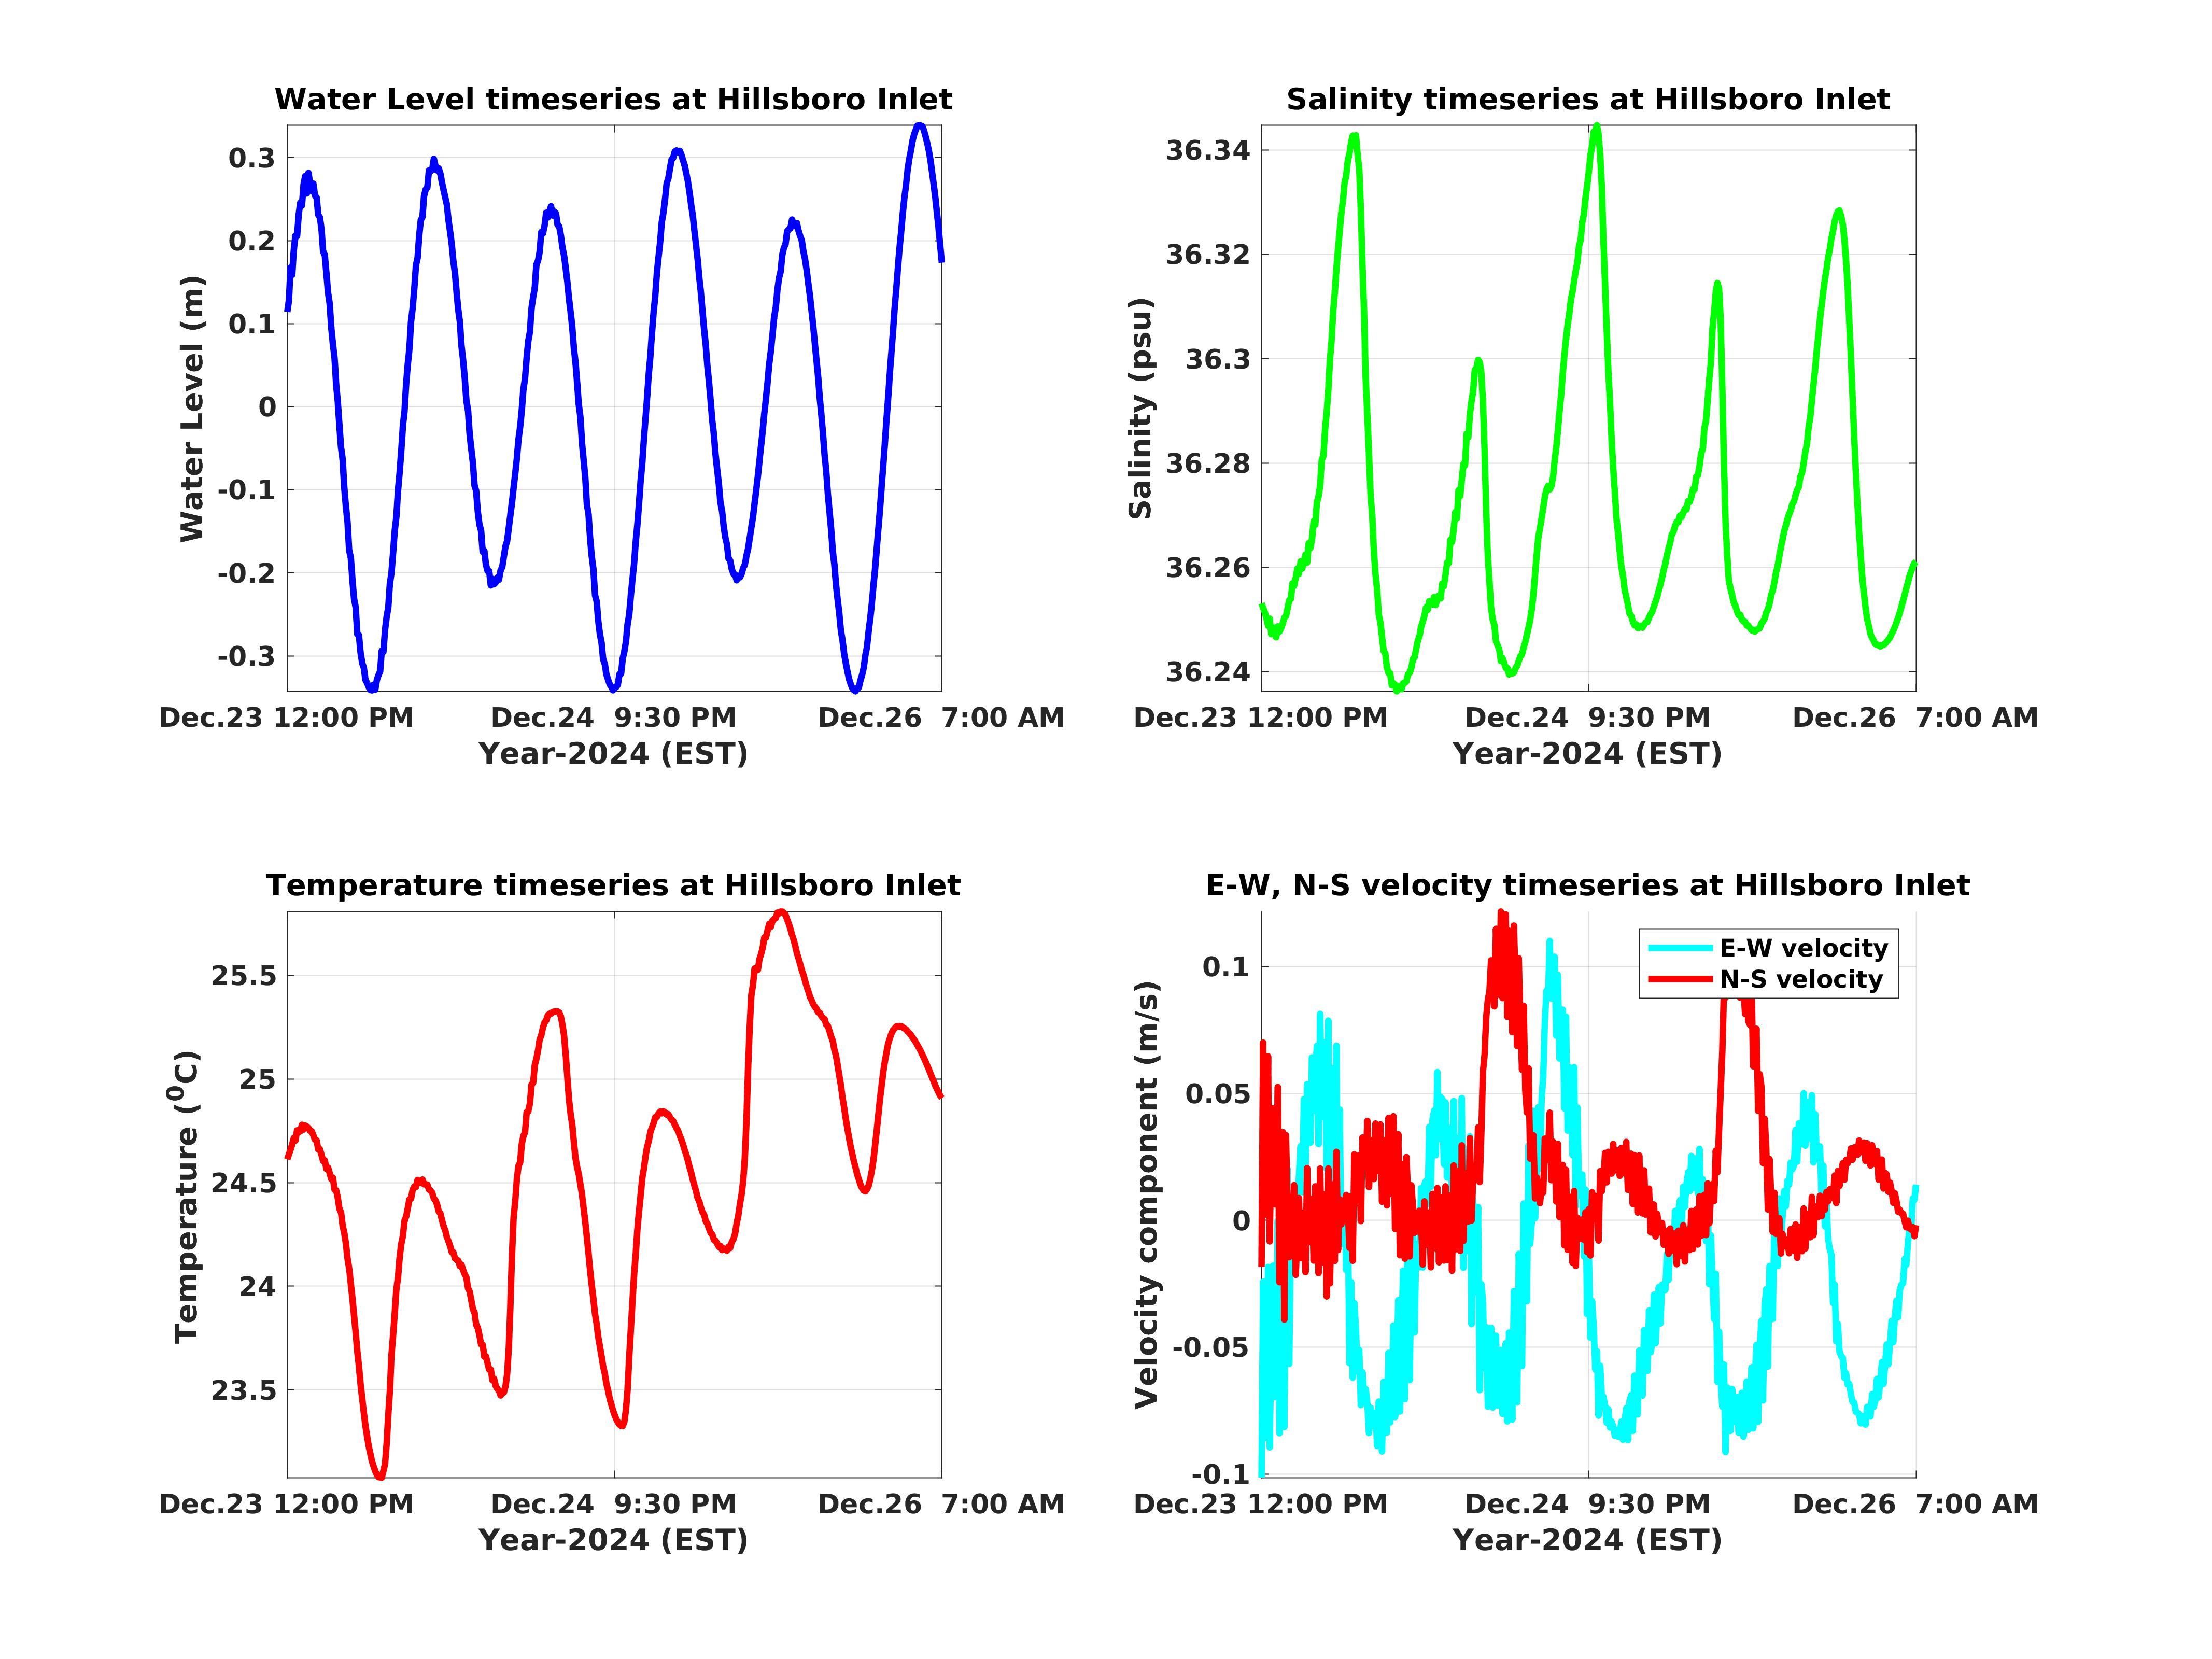 Water Level timeseries at Hillsboro Inlet
Water Level (m)
0.3
0.2
0.1
0
-0.1
-0.2
-0.3
Dec.23 12:00 PM
Dec.24 9:30 PM
Dec.26 7:00 AM
Year-2024 (EST)
Salinity timeseries at Hillsboro Inlet
Salinity (psu)
36.34
36.32
36.3
36.28
36.26
36.24
Dec.23 12:00 PM
Dec.24 9:30 PM
Dec.26 7:00 AM
Year-2024 (EST)
Temperature timeseries at Hillsboro Inlet
Temperature (⁰C)
25.5
25
24.5
24
23.5
Dec.23 12:00 PM
Dec.24 9:30 PM
Dec.26 7:00 AM
Year-2024 (EST)
E-W, N-S velocity timeseries at Hillsboro Inlet
Velocity component (m/s)
0.1
0.05
0
-0.05
-0.1
E-W velocity
N-S velocity
Dec.23 12:00 PM
Dec.24 9:30 PM
Dec.26 7:00 AM
Year-2024 (EST)